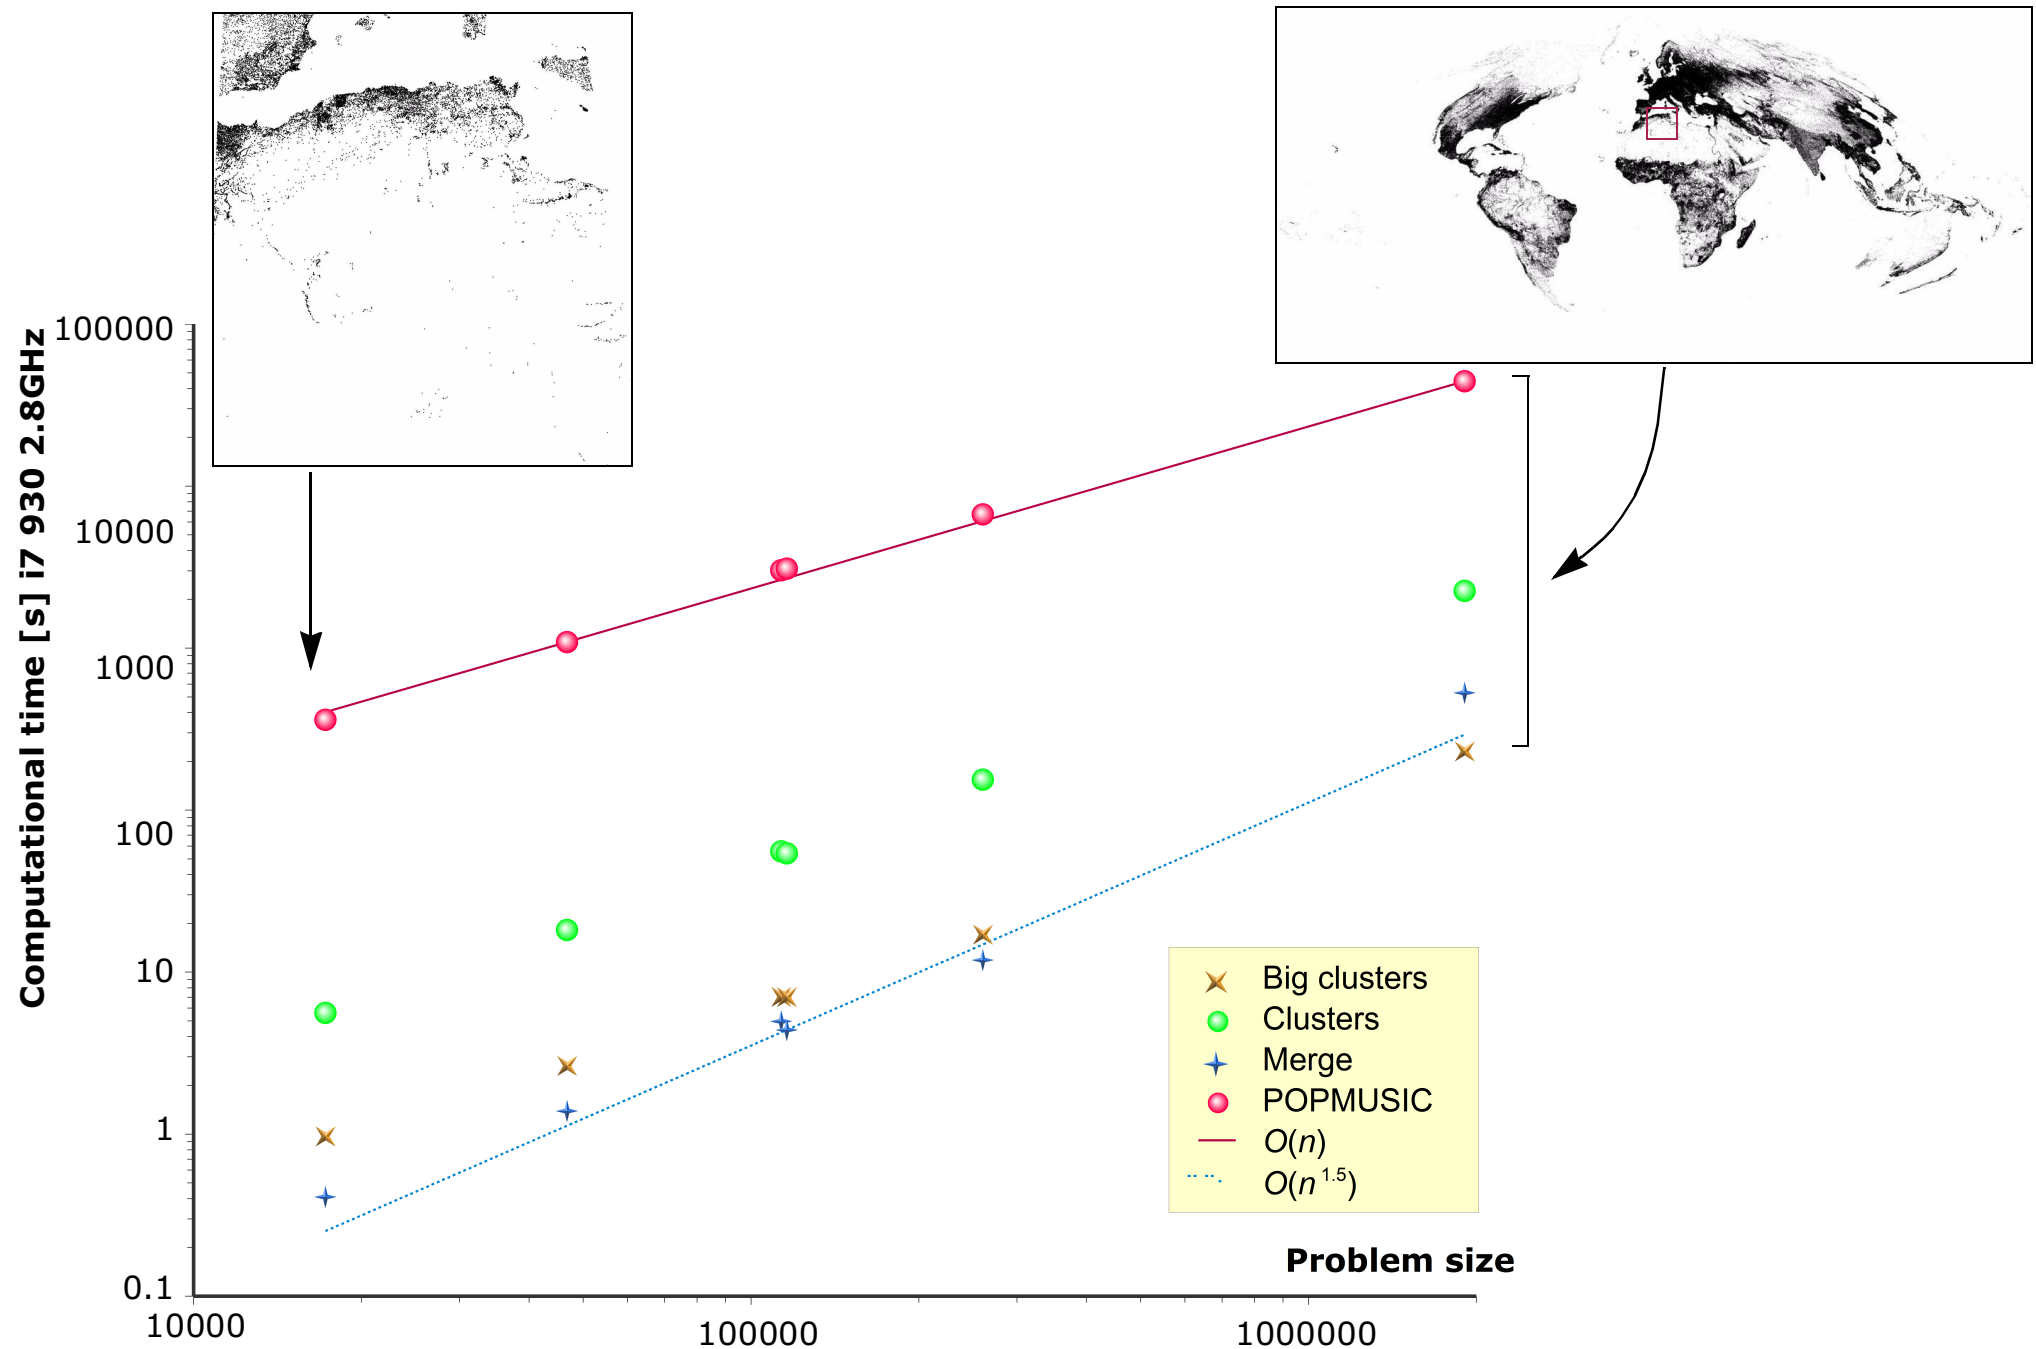 Computational time [s] i7 930 2.8GHz
100000
10000
1000
100
10
1
0.1
10000
100000
1000000
Problem size
Big clusters
Clusters
Merge
POPMUSIC
O(n)
O(n^1.5)